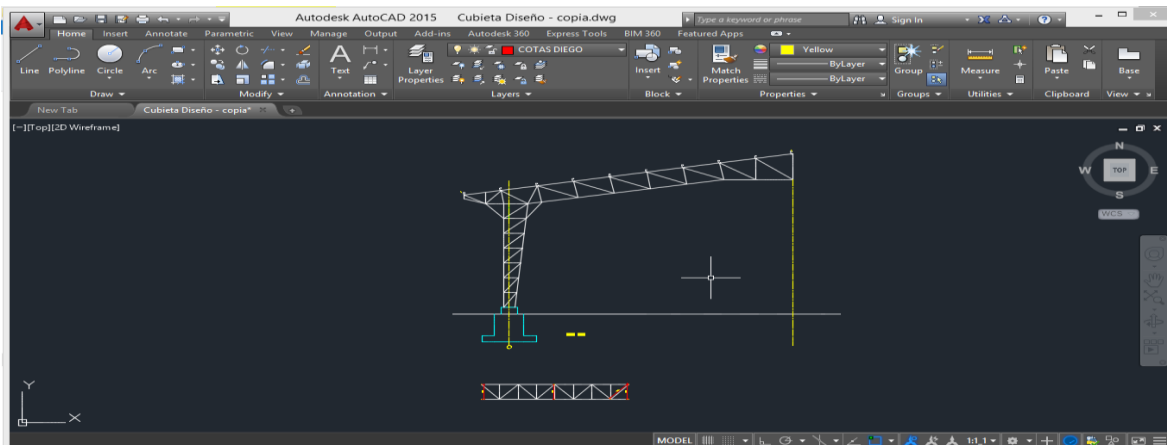 Autodesk AutoCAD 2015 Cubieta Diseño - copia.dwg Type a keyword or phrase Sign In
Home Insert Annotate Parametric View Manage Output Add-ins Autodesk 360 Express Tools BIM 360 Featured Apps
COTAS DIEGO Yellow
Line Polyline Circle Arc Text Layer Properties Insert Match Properties ByLayer Group Measure Paste Base
ByLayer
Draw Modify Annotation Layers Block Properties Groups Utilities Clipboard View
New Tab Cubieta Diseño - copia*
[−][Top][2D Wireframe]
N
W TOP E
S
WCS
Y
X
MODEL 1:1